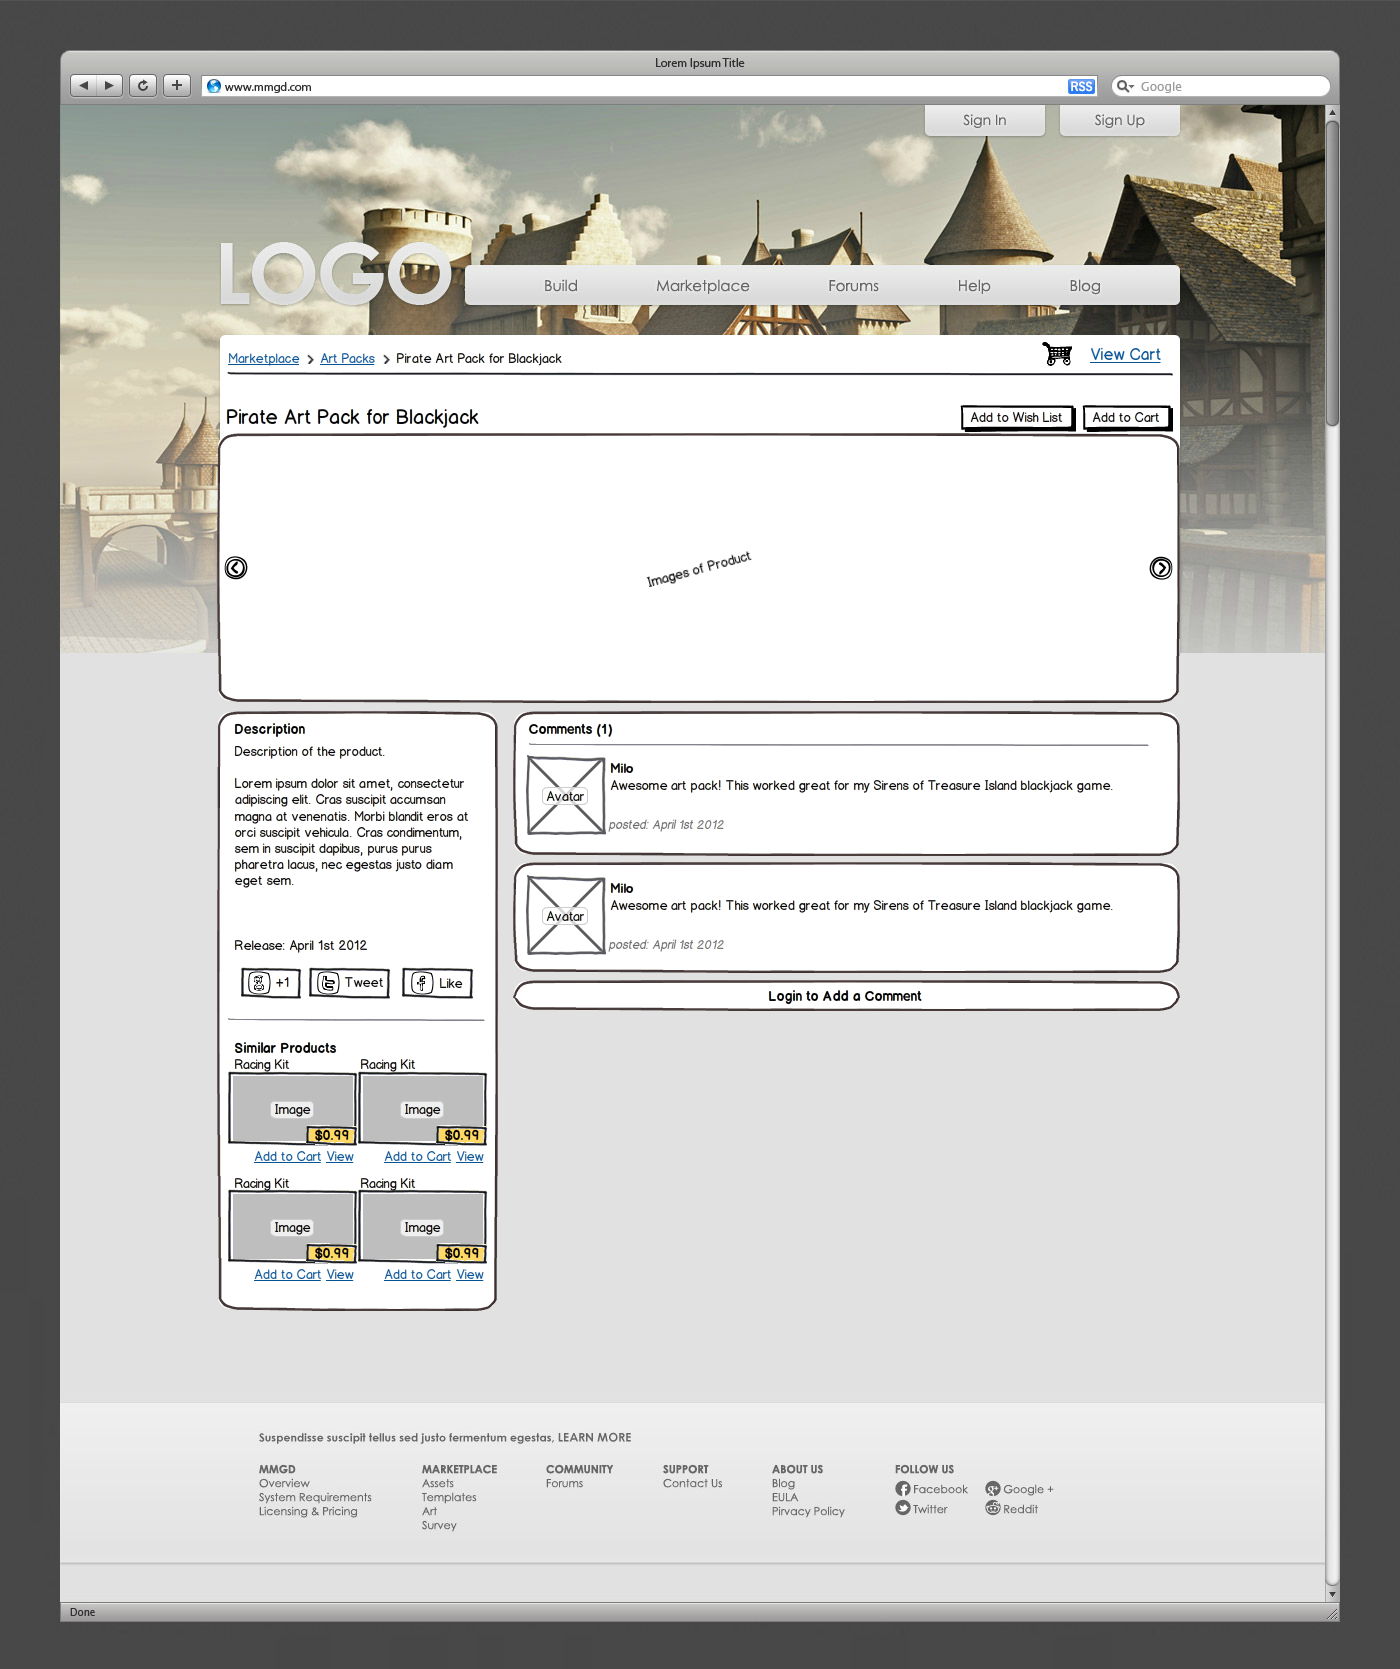 Lorem Ipsum Title
www.mmgd.com
RSS
Google
Sign In
Sign Up
LOGO
Build
Marketplace
Forums
Help
Blog
Marketplace
Art Packs
Pirate Art Pack for Blackjack
View Cart
Pirate Art Pack for Blackjack
Add to Wish List
Add to Cart
Images of Product
Description
Description of the product.
Lorem ipsum dolor sit amet, consectetur
adipiscing elit. Cras suscipit accumsan
magna at venenatis. Morbi blandit eros at
orci suscipit vehicula. Cras condimentum,
sem in suscipit dapibus, purus purus
pharetra lacus, nec egestas justo diam
eget sem.
Release: April 1st 2012
+1
Tweet
Like
Similar Products
Racing Kit
Racing Kit
Image
Image
$0.99
$0.99
Add to Cart View
Add to Cart View
Racing Kit
Racing Kit
Image
Image
$0.99
$0.99
Add to Cart View
Add to Cart View
Comments (1)
Avatar
Milo
Awesome art pack! This worked great for my Sirens of Treasure Island blackjack game.
posted: April 1st 2012
Avatar
Milo
Awesome art pack! This worked great for my Sirens of Treasure Island blackjack game.
posted: April 1st 2012
Login to Add a Comment
Suspendisse suscipit tellus sed justo fermentum egestas, LEARN MORE
MMGD
Overview
System Requirements
Licensing & Pricing
MARKETPLACE
Assets
Templates
Art
Survey
COMMUNITY
Forums
SUPPORT
Contact Us
ABOUT US
Blog
EULA
Pirvacy Policy
FOLLOW US
Facebook
Google +
Twitter
Reddit
Done